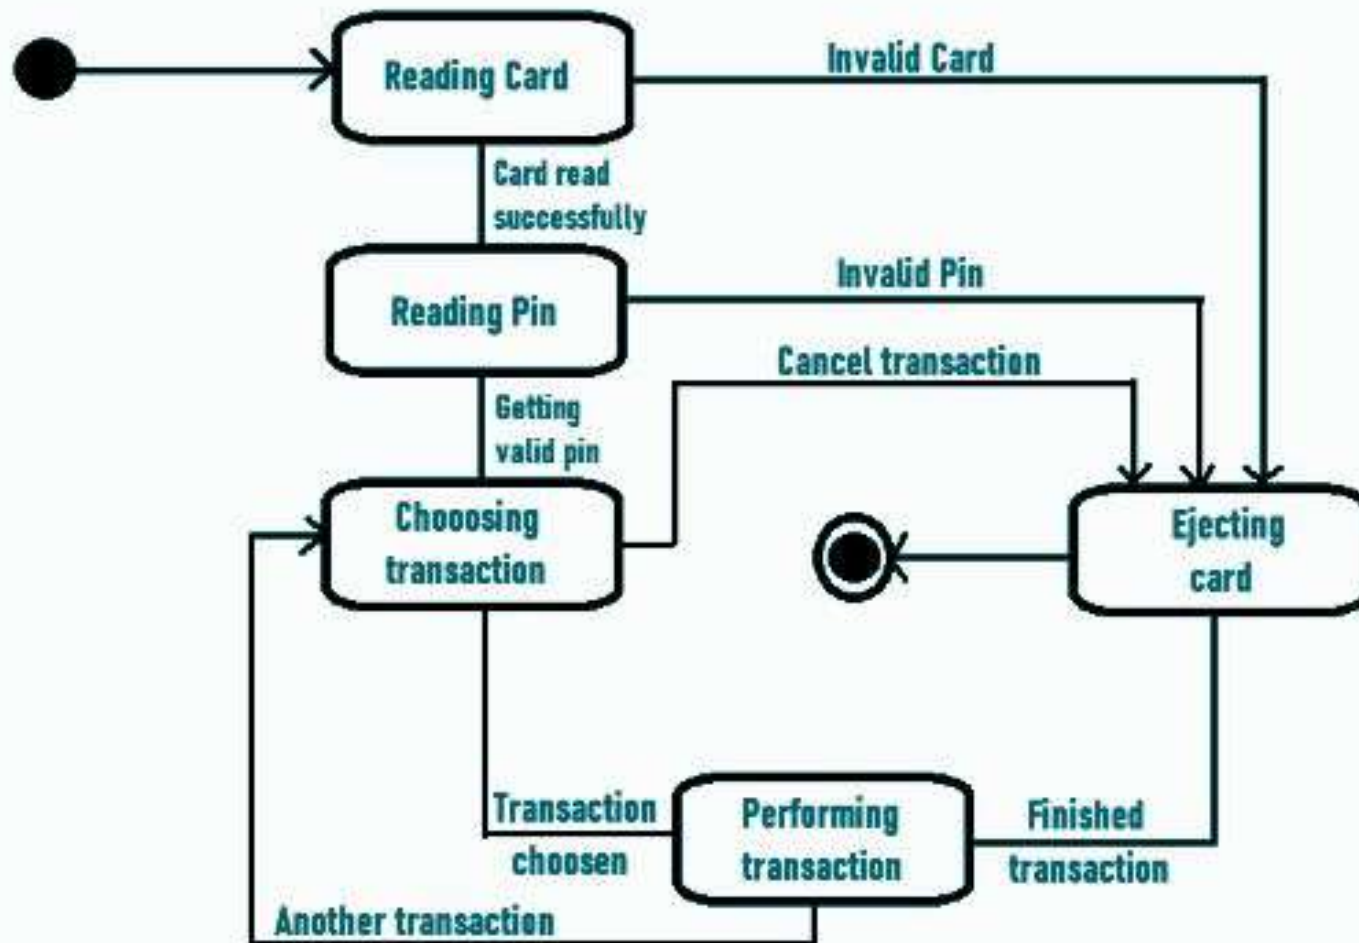 Reading Card
Invalid Card
Card read
successfully
Reading Pin
Invalid Pin
Cancel transaction
Getting
valid pin
Chooosing
transaction
Ejecting
card
Transaction
choosen
Performing
transaction
Finished
transaction
Another transaction